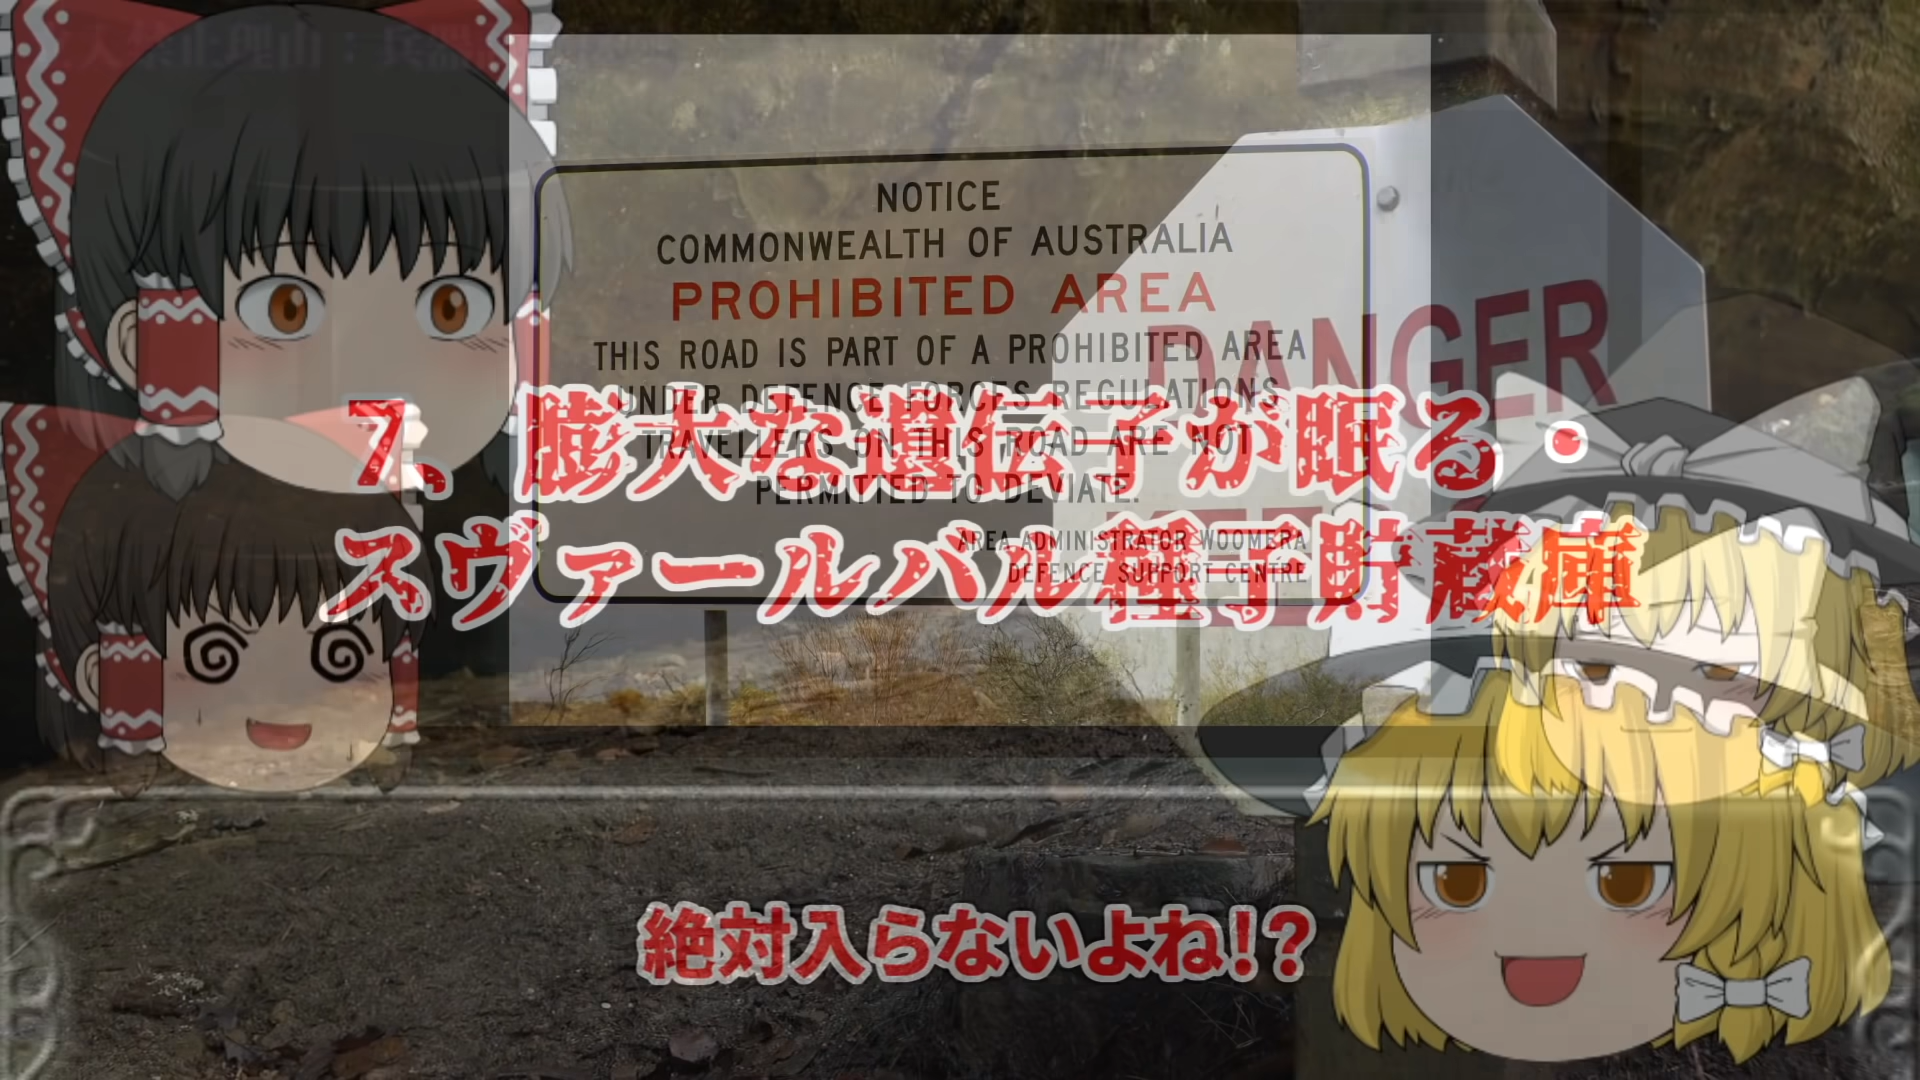 NOTICE
COMMONWEALTH OF AUSTRALIA
PROHIBITED AREA
THIS ROAD IS PART OF A PROHIBITED AREA
UNDER DEFENCE FORCES REGULATIONS
TRAVELLERS ON THIS ROAD ARE NOT
PERMITTED TO DEVIATE.
AREA ADMINISTRATOR WOOMERA
DEFENCE SUPPORT CENTRE
DANGER
7、膨大な遺伝子が眠る・
スヴァールバル種子貯蔵庫
絶対入らないよね!?